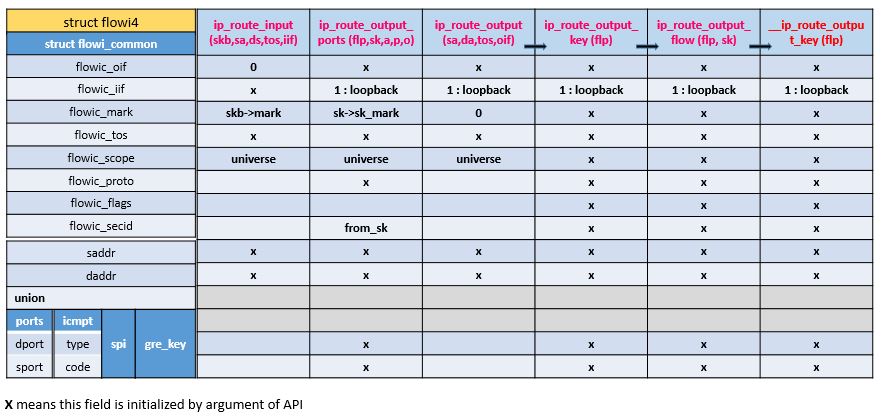 struct flowi4 ip_route_input (skb,sa,ds,tos,iif) ip_route_output_ ports (flp,sk,a,p,o) ip_route_output (sa,da,tos,oif) ip_route_output_ key (flp) ip_route_output_ flow (flp, sk) __ip_route_outpu t_key (flp)
struct flowi_common
flowic_oif 0 x x x x x
flowic_iif x 1 : loopback 1 : loopback 1 : loopback 1 : loopback 1 : loopback
flowic_mark skb->mark sk->sk_mark 0 x x x
flowic_tos x x x x x x
flowic_scope universe universe universe x x x
flowic_proto x x x x
flowic_flags x x x
flowic_secid from_sk x x x
saddr x x x x x x
daddr x x x x x x
union
ports icmpt spi gre_key
dport type x x x x
sport code x x x x
X means this field is initialized by argument of API